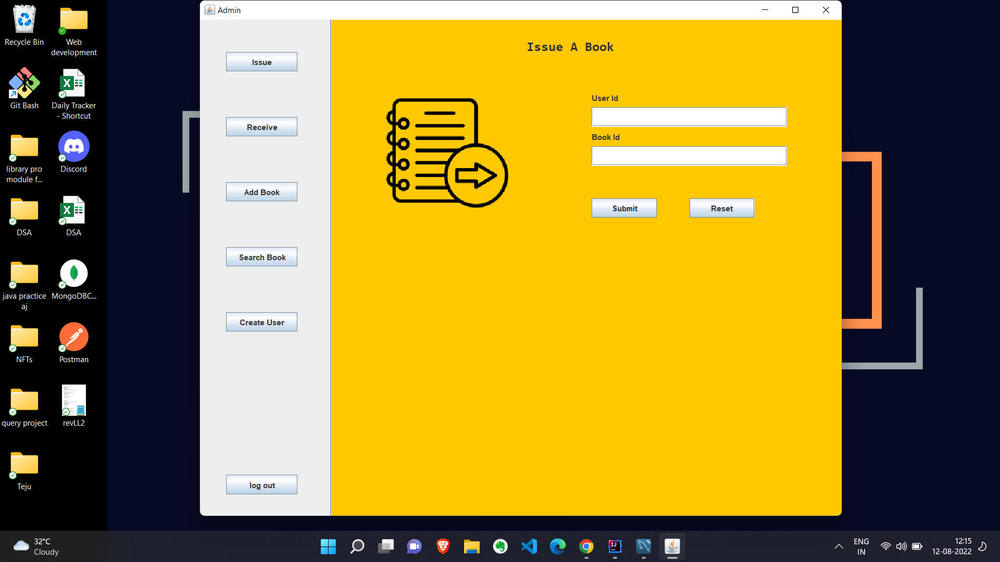 Recycle Bin
Web
development
Git Bash
Daily Tracker
- Shortcut
library pro
module f...
Discord
DSA
DSA
java practice
aj
MongoDBC...
NFTs
Postman
query project
revLL2
Teju
Admin
Issue
Receive
Add Book
Search Book
Create User
log out
Issue A Book
User Id
Book Id
Submit
Reset
32°C
Cloudy
ENG
IN
12:15
12-08-2022